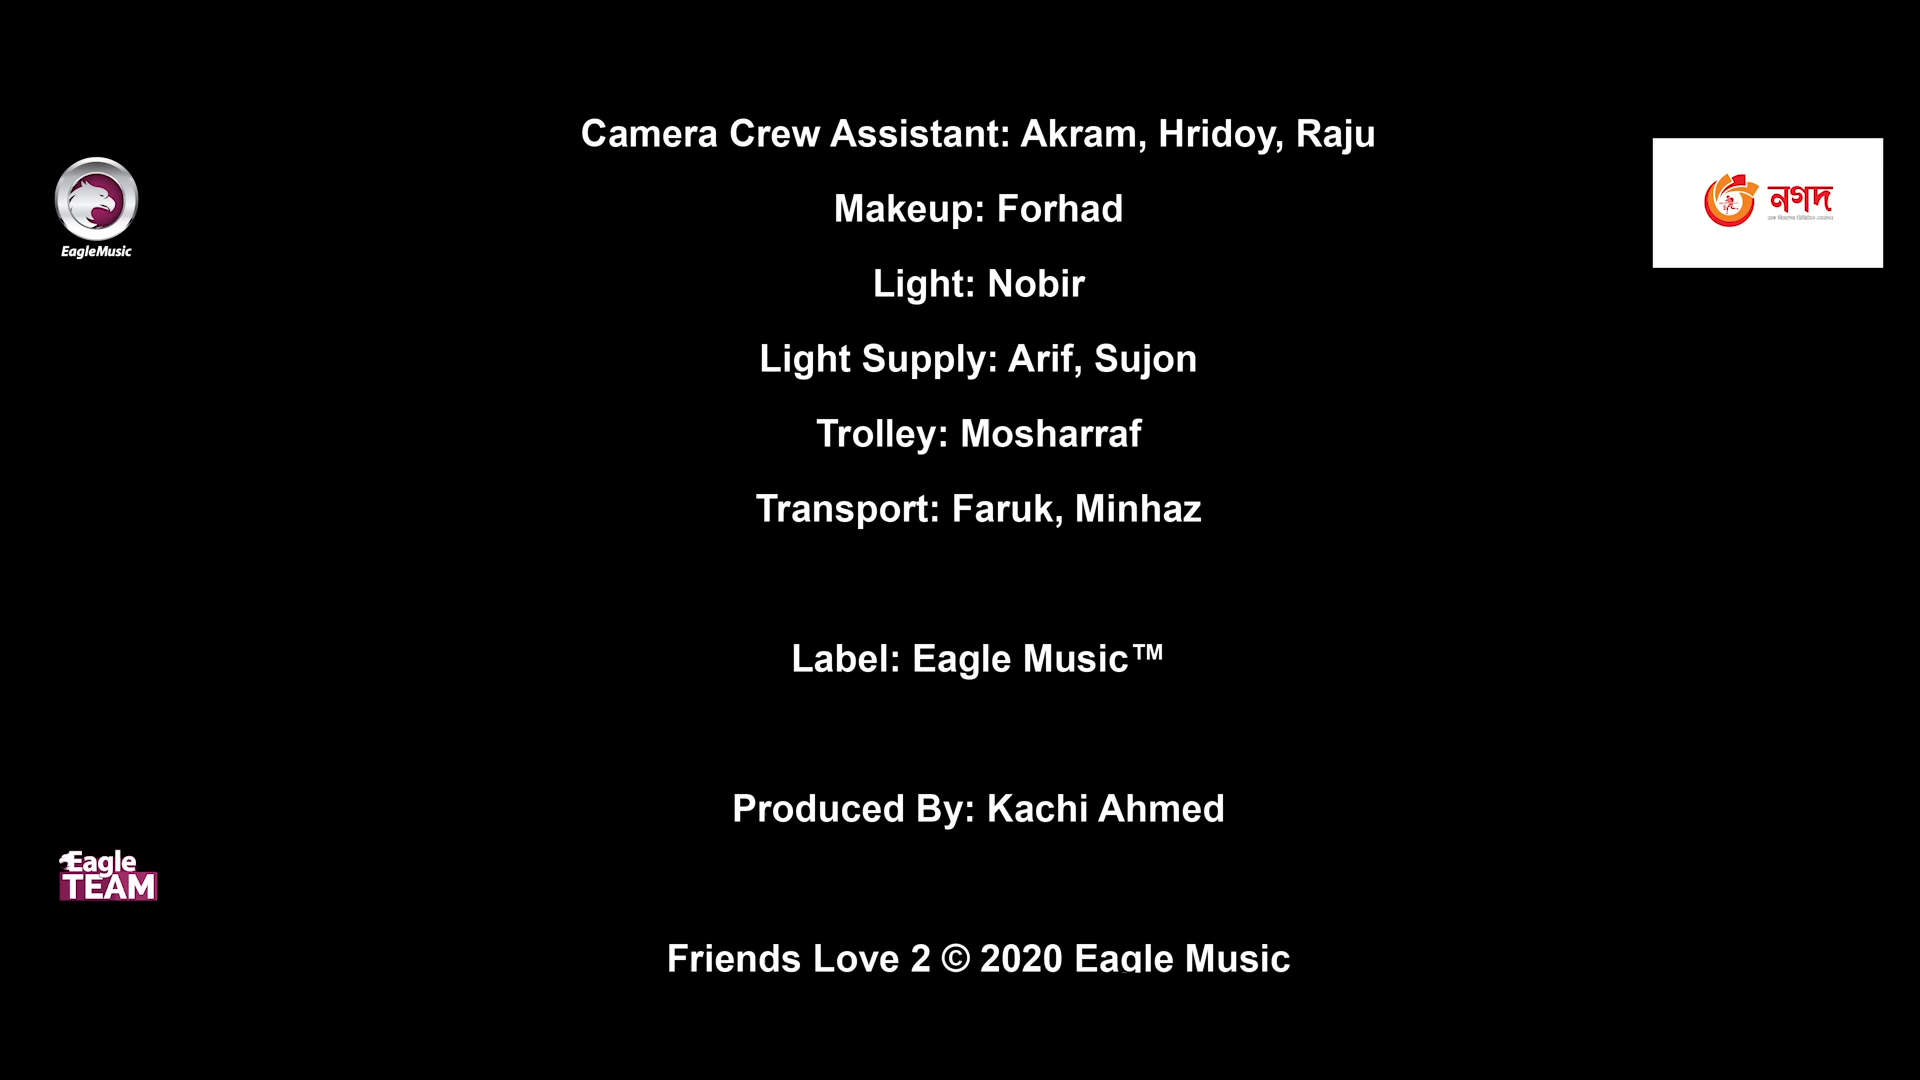 Camera Crew Assistant: Akram, Hridoy, Raju
Makeup: Forhad
EagleMusic
নগদ
Light: Nobir
Light Supply: Arif, Sujon
Trolley: Mosharraf
Transport: Faruk, Minhaz
Label: Eagle Music™
Produced By: Kachi Ahmed
Eagle
TEAM
Friends Love 2 © 2020 Eagle Music